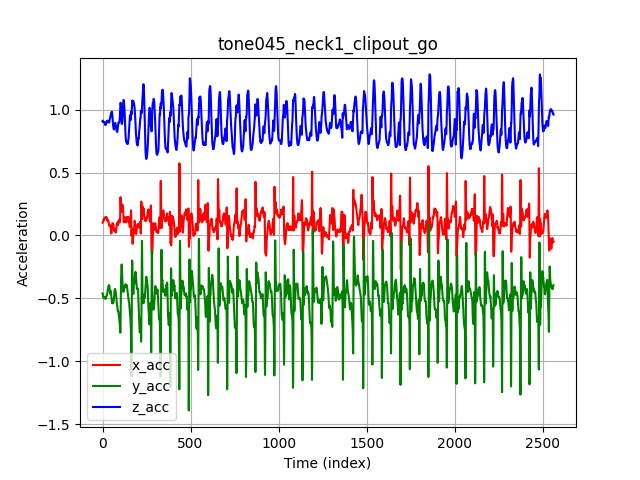 tone045_neck1_clipout_go
Acceleration
1.0
0.5
0.0
−0.5
−1.0
−1.5
x_acc
y_acc
z_acc
0 500 1000 1500 2000 2500
Time (index)